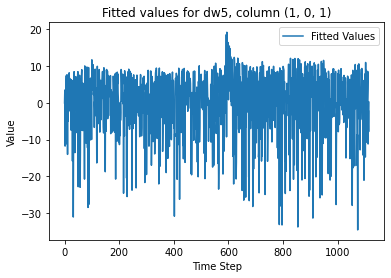 Fitted values for dw5, column (1, 0, 1)
Fitted Values
Value
20
10
0
−10
−20
−30
0 200 400 600 800 1000
Time Step